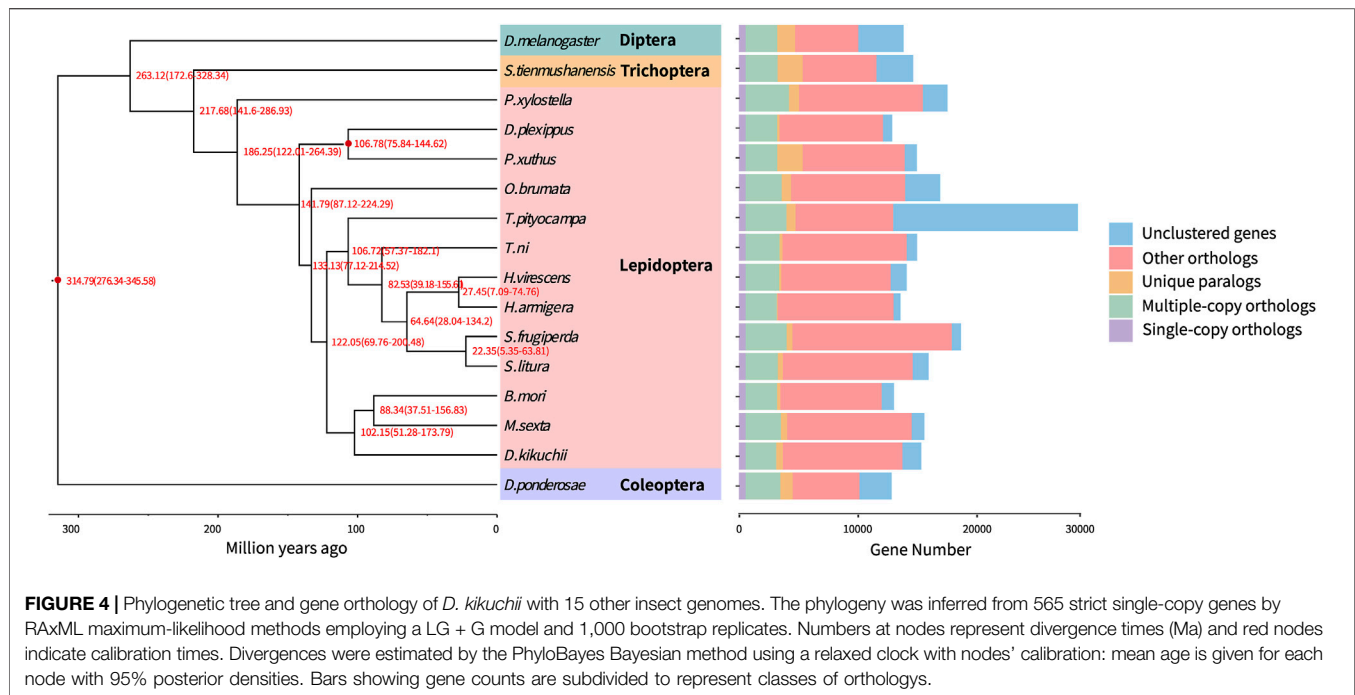 D.melanogaster Diptera
263.12(172.6-328.34)
S.tienmushanensis Trichoptera
217.68(141.6-286.93)
P.xylostella
D.plexippus
106.78(75.84-144.62)
186.25(122.01-264.39)
P.xuthus
O.brumata
141.79(87.12-224.29)
T.pityocampa
T.ni
106.72(57.37-182.1)
133.13(77.12-214.52)
Lepidoptera
H.virescens
314.79(276.34-345.58)
82.53(39.18-155.6)
27.45(7.09-74.76)
H.armigera
64.64(28.04-134.2)
S.frugiperda
122.05(69.76-200.48)
22.35(5.35-63.81)
S.litura
B.mori
88.34(37.51-156.83)
M.sexta
102.15(51.28-173.79)
D.kikuchii
D.ponderosae Coleoptera
Unclustered genes
Other orthologs
Unique paralogs
Multiple-copy orthologs
Single-copy orthologs
300 200 100 0
Million years ago
0 10000 20000 30000
Gene Number
FIGURE 4 | Phylogenetic tree and gene orthology of D. kikuchii with 15 other insect genomes. The phylogeny was inferred from 565 strict single-copy genes by
RAxML maximum-likelihood methods employing a LG + G model and 1,000 bootstrap replicates. Numbers at nodes represent divergence times (Ma) and red nodes
indicate calibration times. Divergences were estimated by the PhyloBayes Bayesian method using a relaxed clock with nodes' calibration: mean age is given for each
node with 95% posterior densities. Bars showing gene counts are subdivided to represent classes of orthologys.